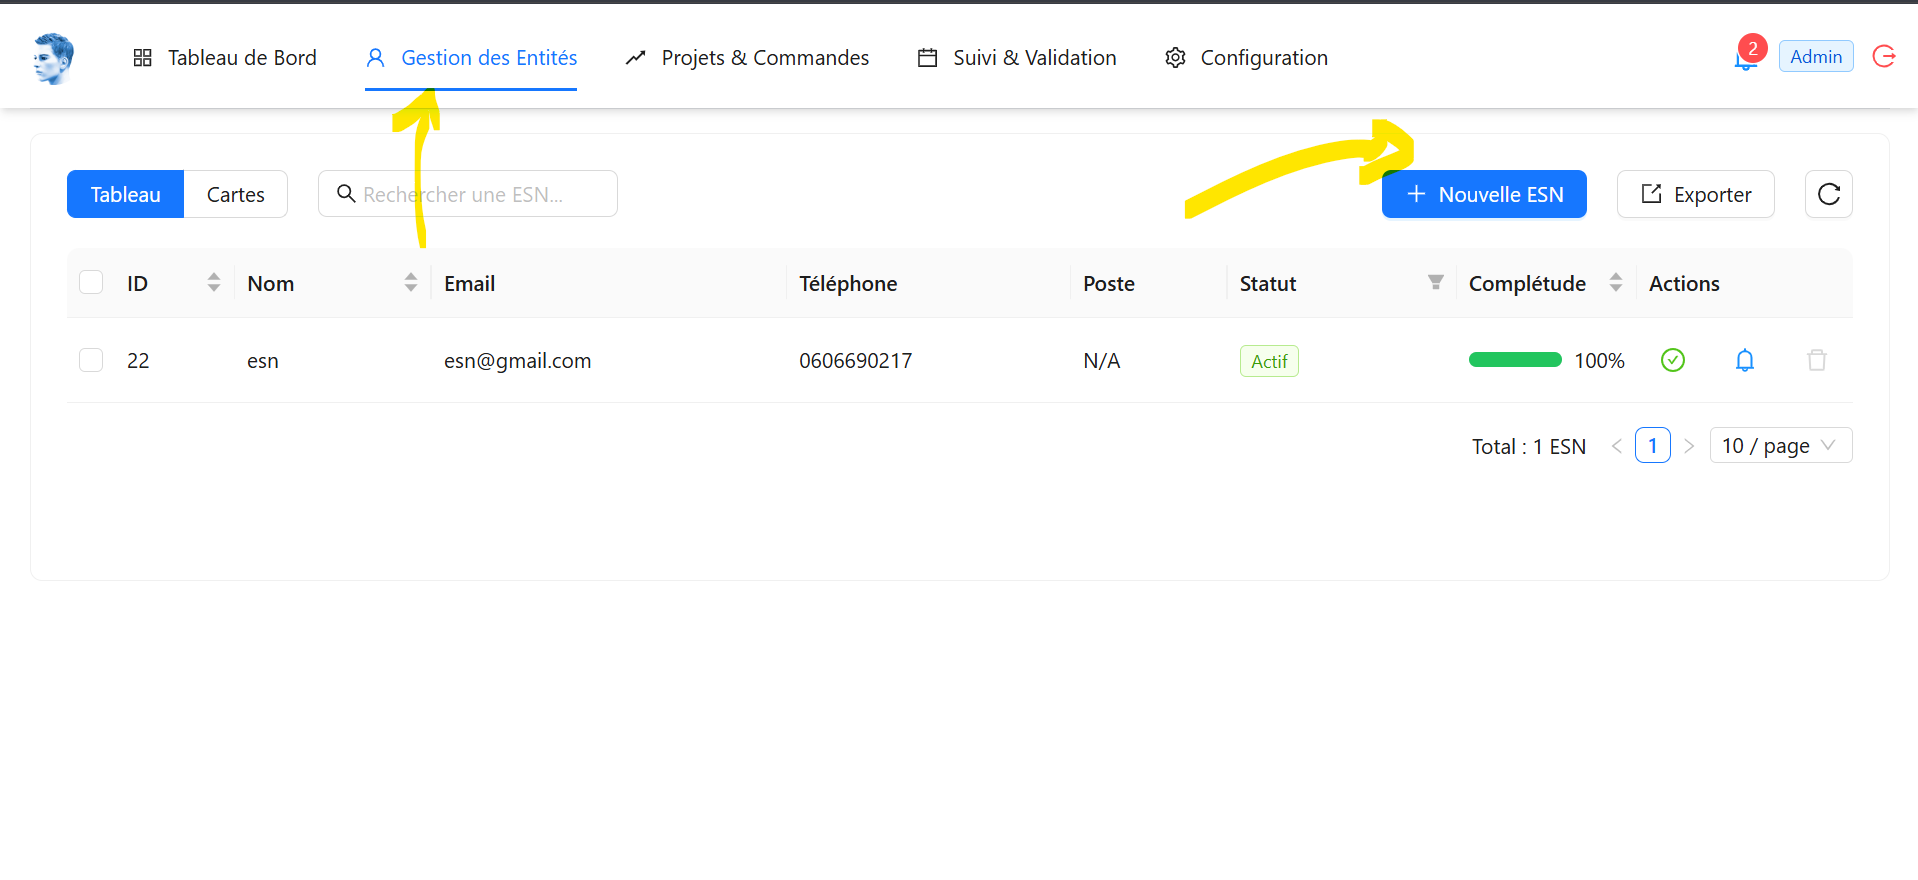 Tableau de Bord
Gestion des Entités
Projets & Commandes
Suivi & Validation
Configuration
2
Admin
Tableau
Cartes
Rechercher une ESN...
Nouvelle ESN
Exporter
ID Nom Email Téléphone Poste Statut Complétude Actions
22 esn esn@gmail.com 0606690217 N/A Actif 100%
Total : 1 ESN 1 10 / page